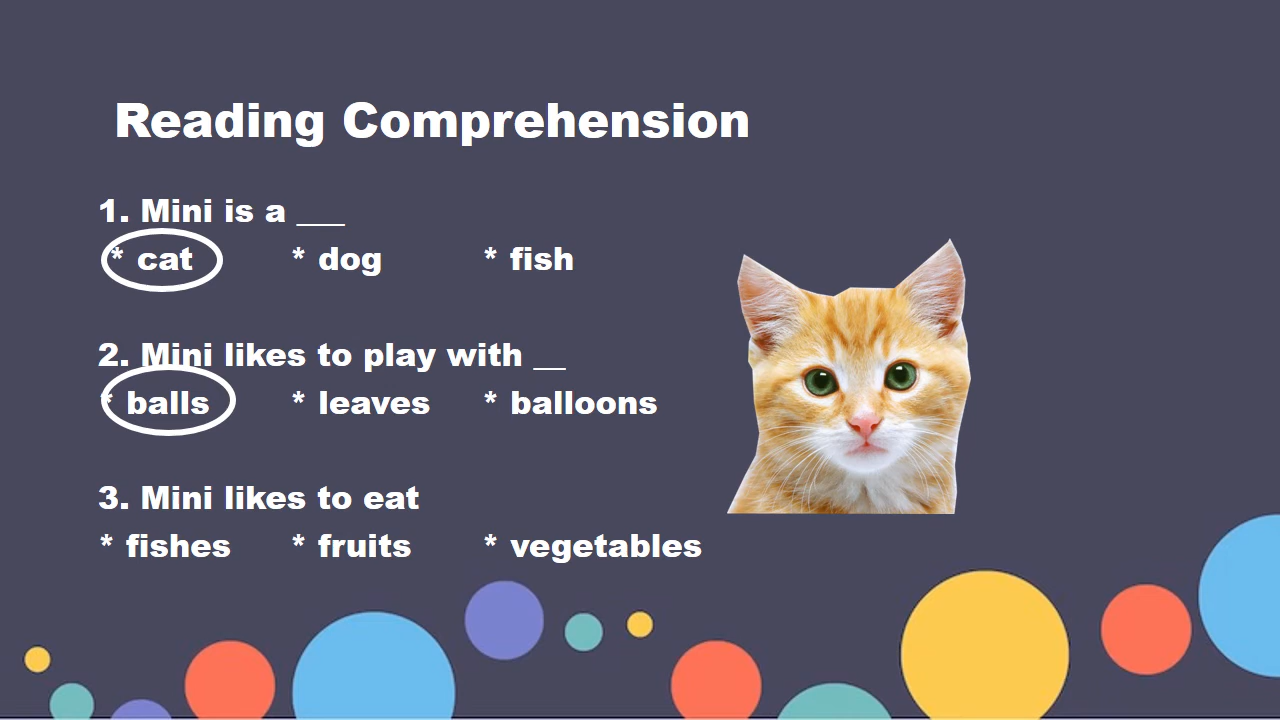 Reading Comprehension
1. Mini is a ___
* cat * dog * fish
2. Mini likes to play with __
* balls * leaves * balloons
3. Mini likes to eat
* fishes * fruits * vegetables